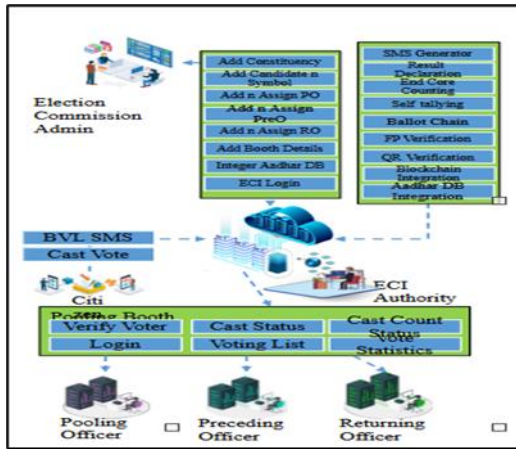 Election
Commission
Admin
Add Constituency
Add Candidate n
Symbol
Add n Assign PO
Add n Assign
PreO
Add n Assign RO
Add Booth Details
Integer Aadhar DB
ECI Login
SMS Generator
Result
Declaration
End Core
Counting
Self tallying
Ballot Chain
FP Verification
QR Verification
Blockchain
Integration
Aadhar DB
Integration
BVL SMS
Cast Vote
Citi
zen
ECI
Authority
Pooling Booth
Verify Voter
Login
Cast Status
Voting List
Cast Count
Status
Vote
Statistics
Pooling
Officer
Preceding
Officer
Returning
Officer